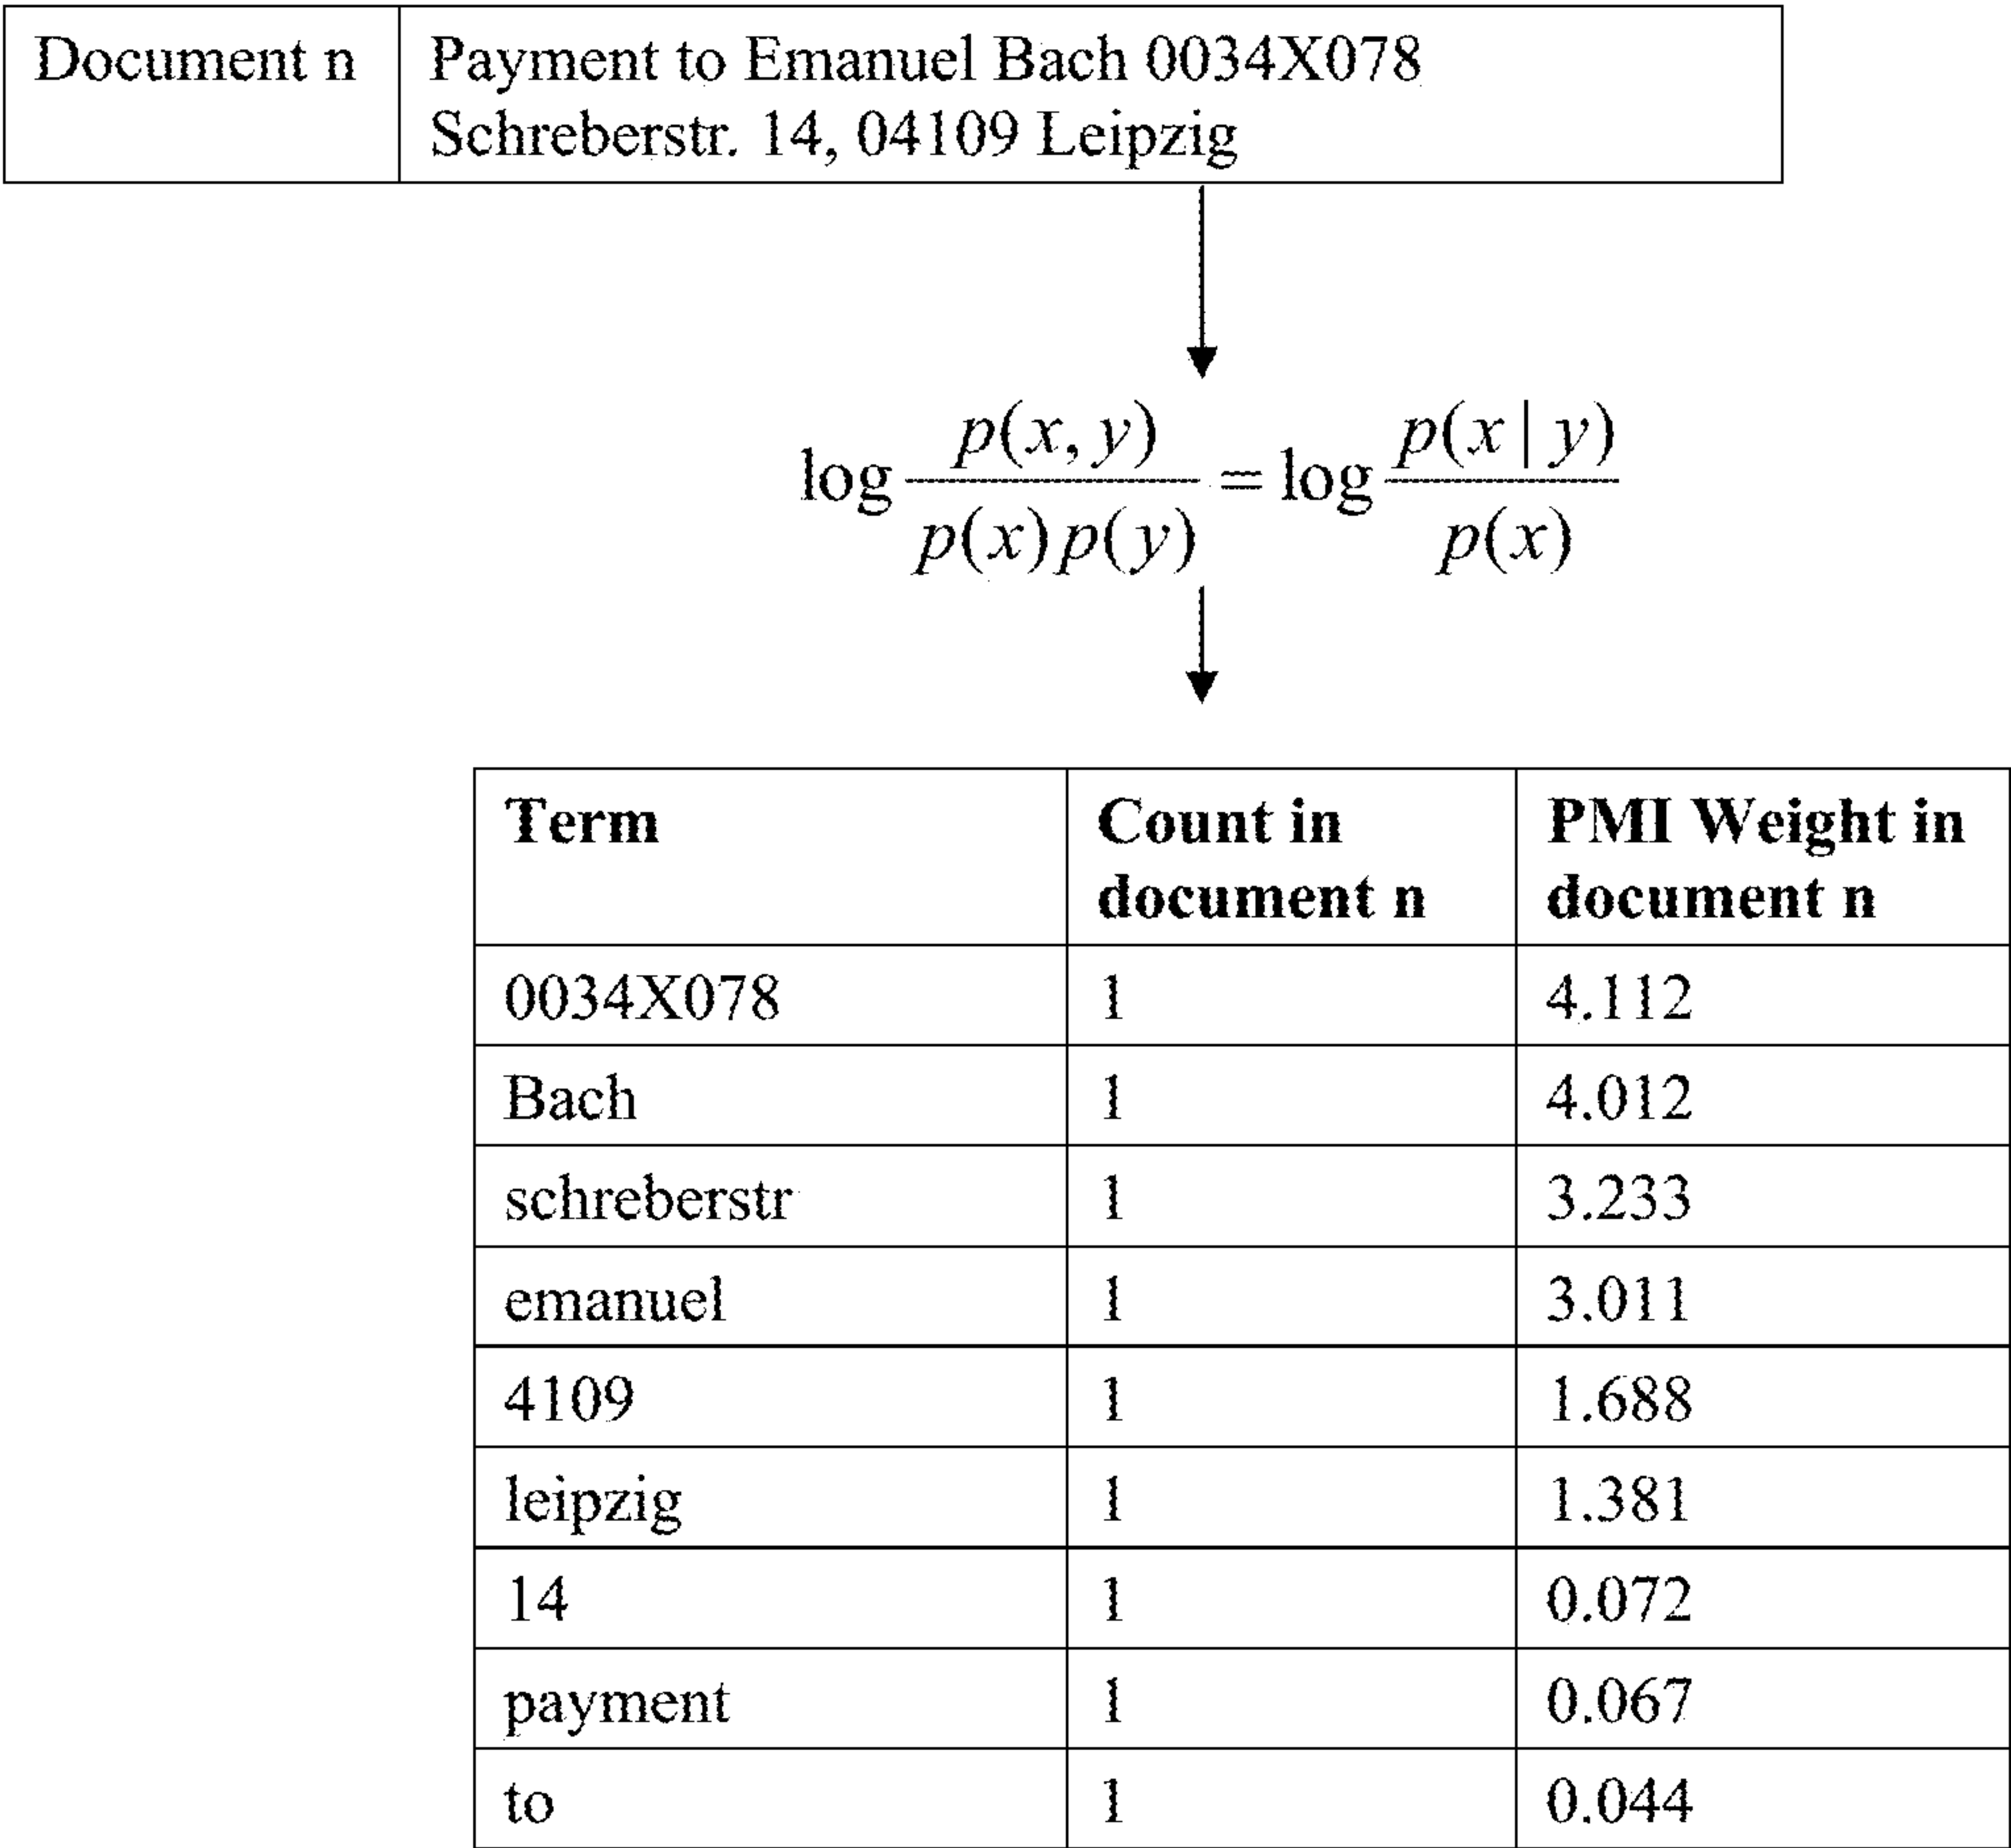 Document n Payment to Emanuel Bach 0034X078
Schreberstr. 14, 04109 Leipzig
log p(x, y) / p(x)p(y) = log p(x | y) / p(x)
Term Count in document n PMI Weight in document n
0034X078 1 4.112
Bach 1 4.012
schreberstr 1 3.233
emanuel 1 3.011
4109 1 1.688
leipzig 1 1.381
14 1 0.072
payment 1 0.067
to 1 0.044